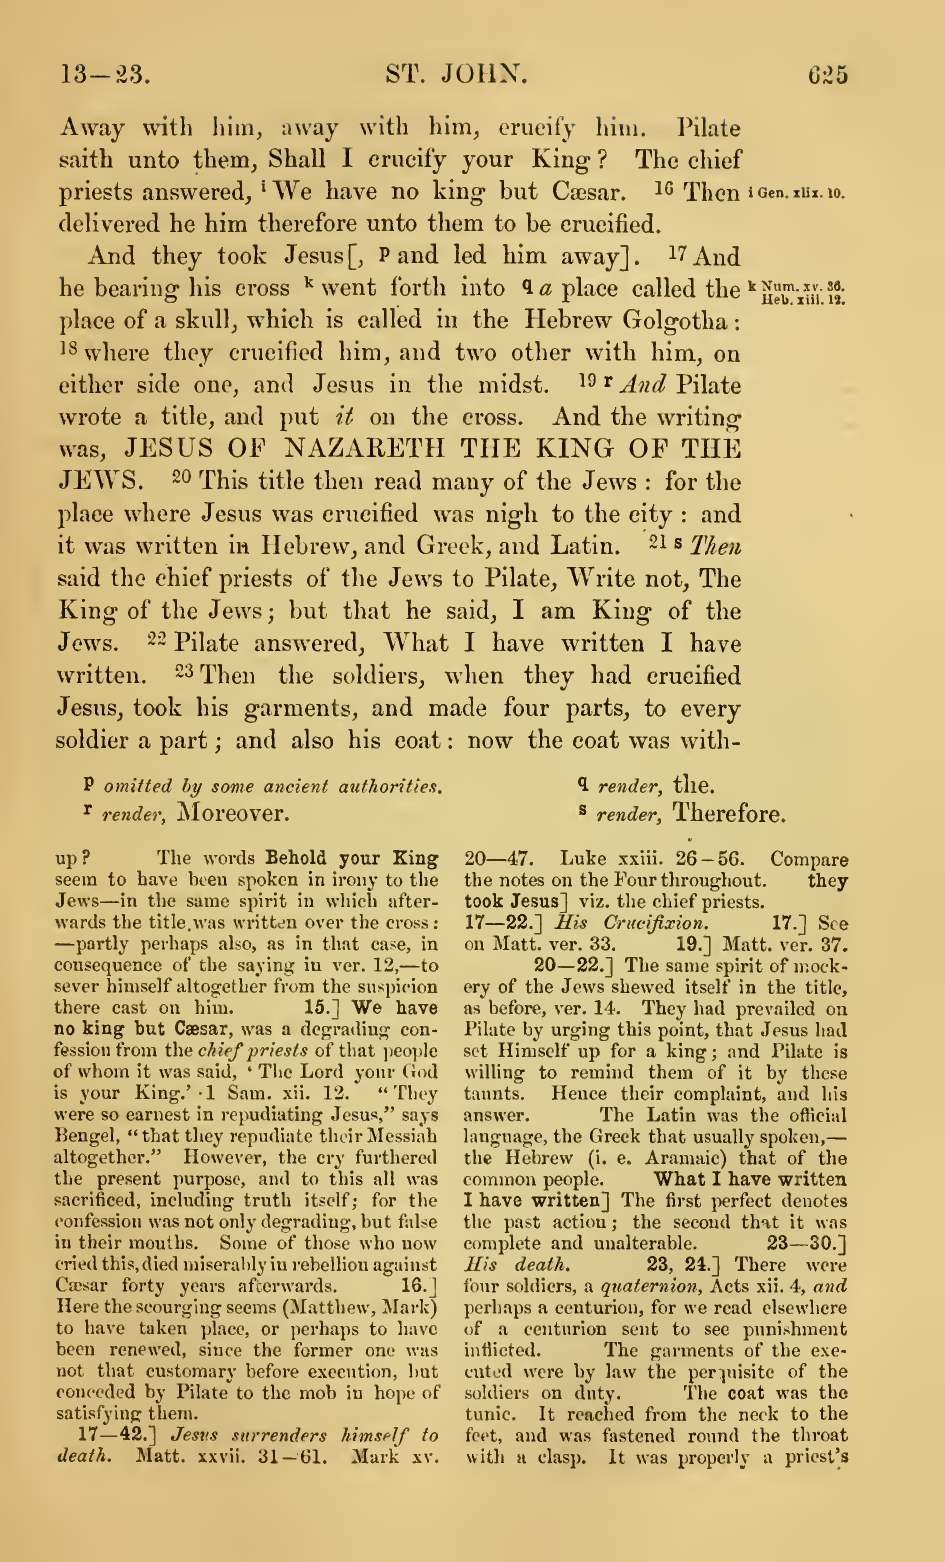 13—23. ST. JOHN. 625
Away with him, away with him, crucify him. Pilate
saith unto them, Shall I crucify your King? The chief
priests answered, i We have no king but Cæsar. 16 Then i Gen. xlix. 10.
delivered he him therefore unto them to be crucified.
And they took Jesus[, p and led him away]. 17 And
he bearing his cross k went forth into q a place called the k Num. xv. 36. Heb. xiii. 12.
place of a skull, which is called in the Hebrew Golgotha:
18 where they crucified him, and two other with him, on
either side one, and Jesus in the midst. 19 r And Pilate
wrote a title, and put it on the cross. And the writing
was, JESUS OF NAZARETH THE KING OF THE
JEWS. 20 This title then read many of the Jews: for the
place where Jesus was crucified was nigh to the city: and
it was written in Hebrew, and Greek, and Latin. 21 s Then
said the chief priests of the Jews to Pilate, Write not, The
King of the Jews; but that he said, I am King of the
Jews. 22 Pilate answered, What I have written I have
written. 23 Then the soldiers, when they had crucified
Jesus, took his garments, and made four parts, to every
soldier a part; and also his coat: now the coat was with-
p omitted by some ancient authorities. q render, the.
r render, Moreover. s render, Therefore.
up? The words Behold your King
seem to have been spoken in irony to the
Jews—in the same spirit in which after-
wards the title was written over the cross:
—partly perhaps also, as in that case, in
consequence of the saying in ver. 12,—to
sever himself altogether from the suspicion
there cast on him. 15.] We have
no king but Cæsar, was a degrading con-
fession from the chief priests of that people
of whom it was said, ‘The Lord your God
is your King.’ 1 Sam. xii. 12. “They
were so earnest in repudiating Jesus,” says
Bengel, “that they repudiate their Messiah
altogether.” However, the cry furthered
the present purpose, and to this all was
sacrificed, including truth itself; for the
confession was not only degrading, but false
in their mouths. Some of those who now
cried this, died miserably in rebellion against
Cæsar forty years afterwards. 16.]
Here the scourging seems (Matthew, Mark)
to have taken place, or perhaps to have
been renewed, since the former one was
not that customary before execution, but
conceded by Pilate to the mob in hope of
satisfying them.
17—42.] Jesus surrenders himself to
death. Matt. xxvii. 31—61. Mark xv.
20—47. Luke xxiii. 26—56. Compare
the notes on the Four throughout. they
took Jesus] viz. the chief priests.
17—22.] His Crucifixion. 17.] See
on Matt. ver. 33. 19.] Matt. ver. 37.
20—22.] The same spirit of mock-
ery of the Jews shewed itself in the title,
as before, ver. 14. They had prevailed on
Pilate by urging this point, that Jesus had
set Himself up for a king; and Pilate is
willing to remind them of it by these
taunts. Hence their complaint, and his
answer. The Latin was the official
language, the Greek that usually spoken,—
the Hebrew (i. e. Aramaic) that of the
common people. What I have written
I have written] The first perfect denotes
the past action; the second that it was
complete and unalterable. 23—30.]
His death. 23, 24.] There were
four soldiers, a quaternion, Acts xii. 4, and
perhaps a centurion, for we read elsewhere
of a centurion sent to see punishment
inflicted. The garments of the exe-
cuted were by law the perquisite of the
soldiers on duty. The coat was the
tunic. It reached from the neck to the
feet, and was fastened round the throat
with a clasp. It was properly a priest's